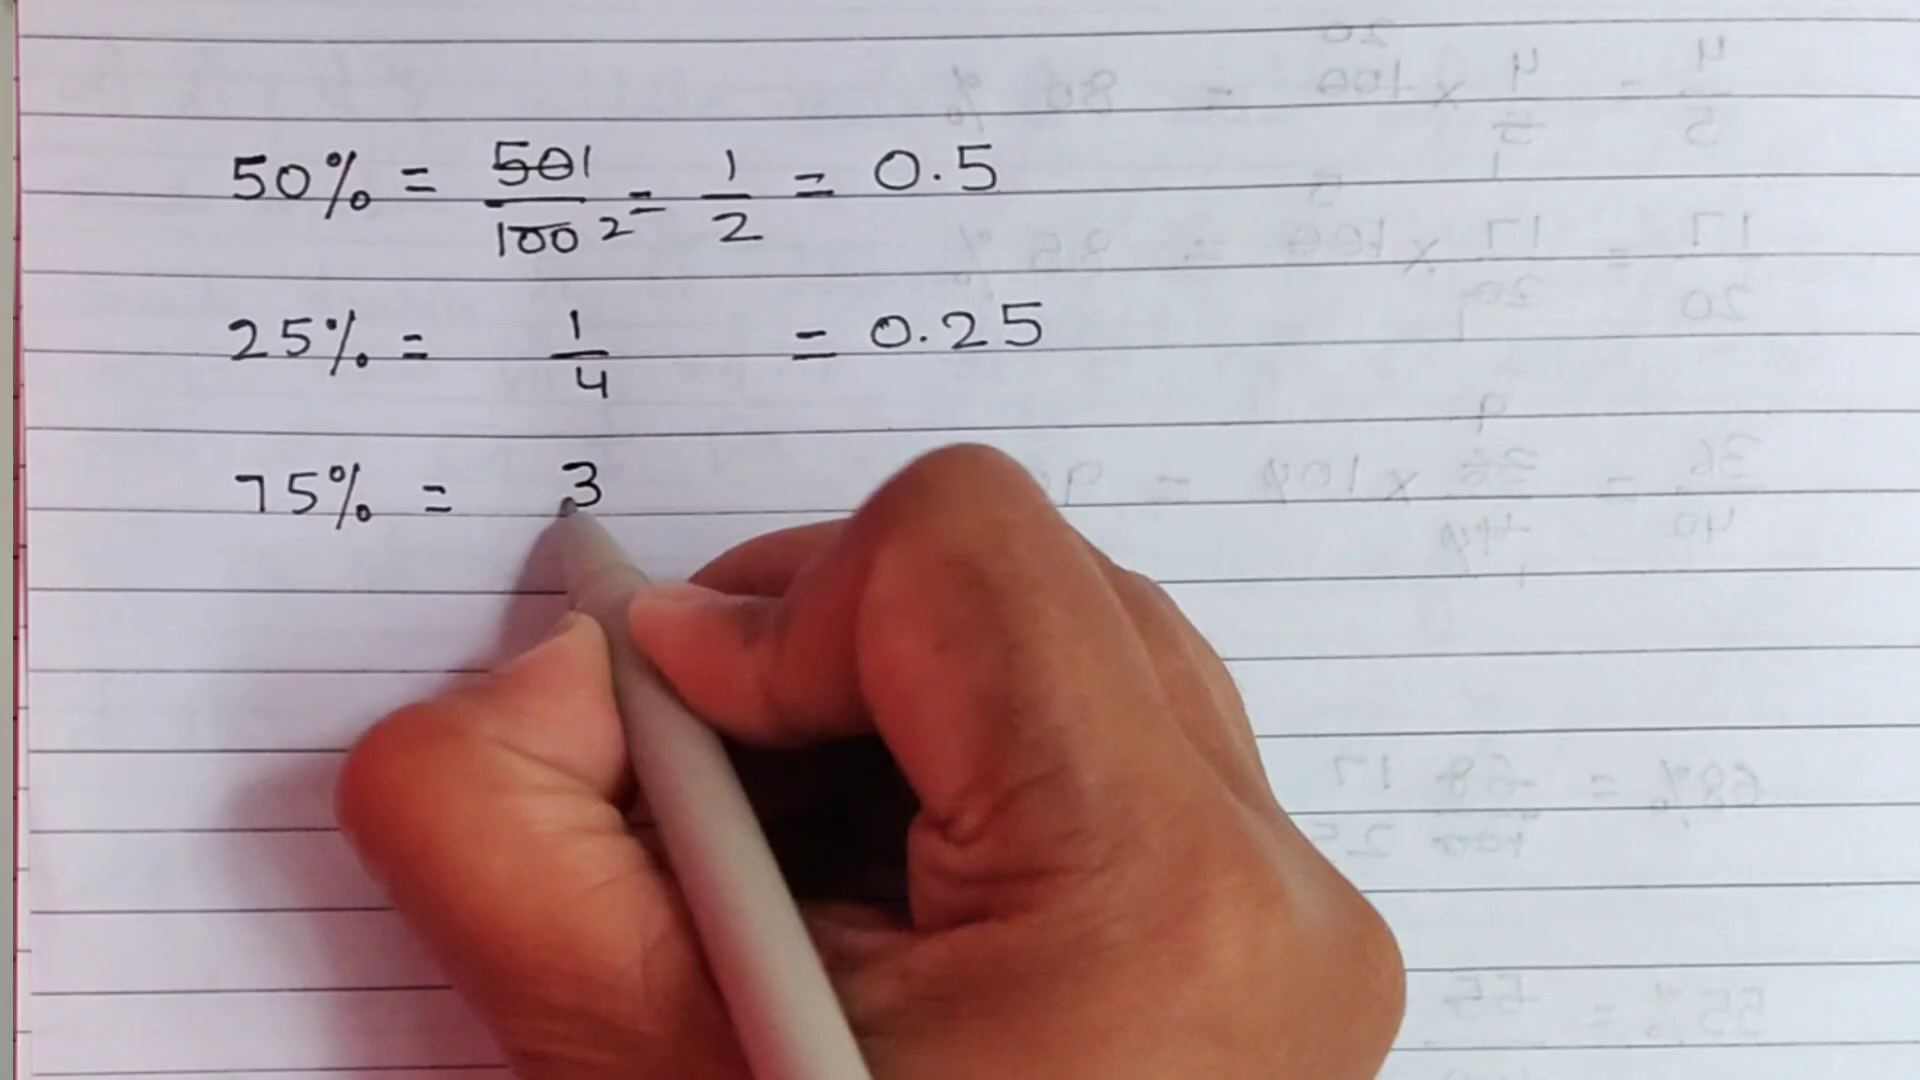 50% = 50/100 1 2 = 1/2 = 0.5
25% = 1/4 = 0.25
75% = 3